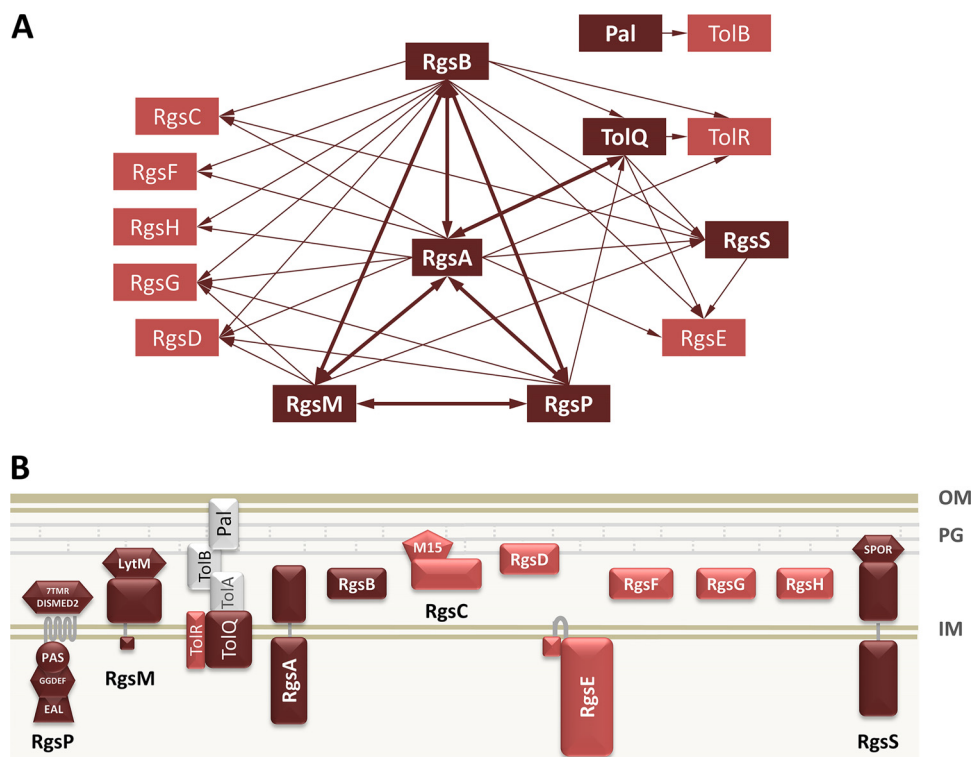 A
Pal
TolB
RgsB
RgsC
TolQ
TolR
RgsF
RgsH
RgsA
RgsS
RgsG
RgsD
RgsE
RgsM
RgsP
B
OM
Pal
PG
LytM
TolB
M15
RgsD
SPOR
7TMR
DISMED2
TolA
RgsB
RgsF
RgsG
RgsH
RgsC
TolR
TolQ
IM
PAS
RgsM
RgsA
GGDEF
RgsE
EAL
RgsP
RgsS